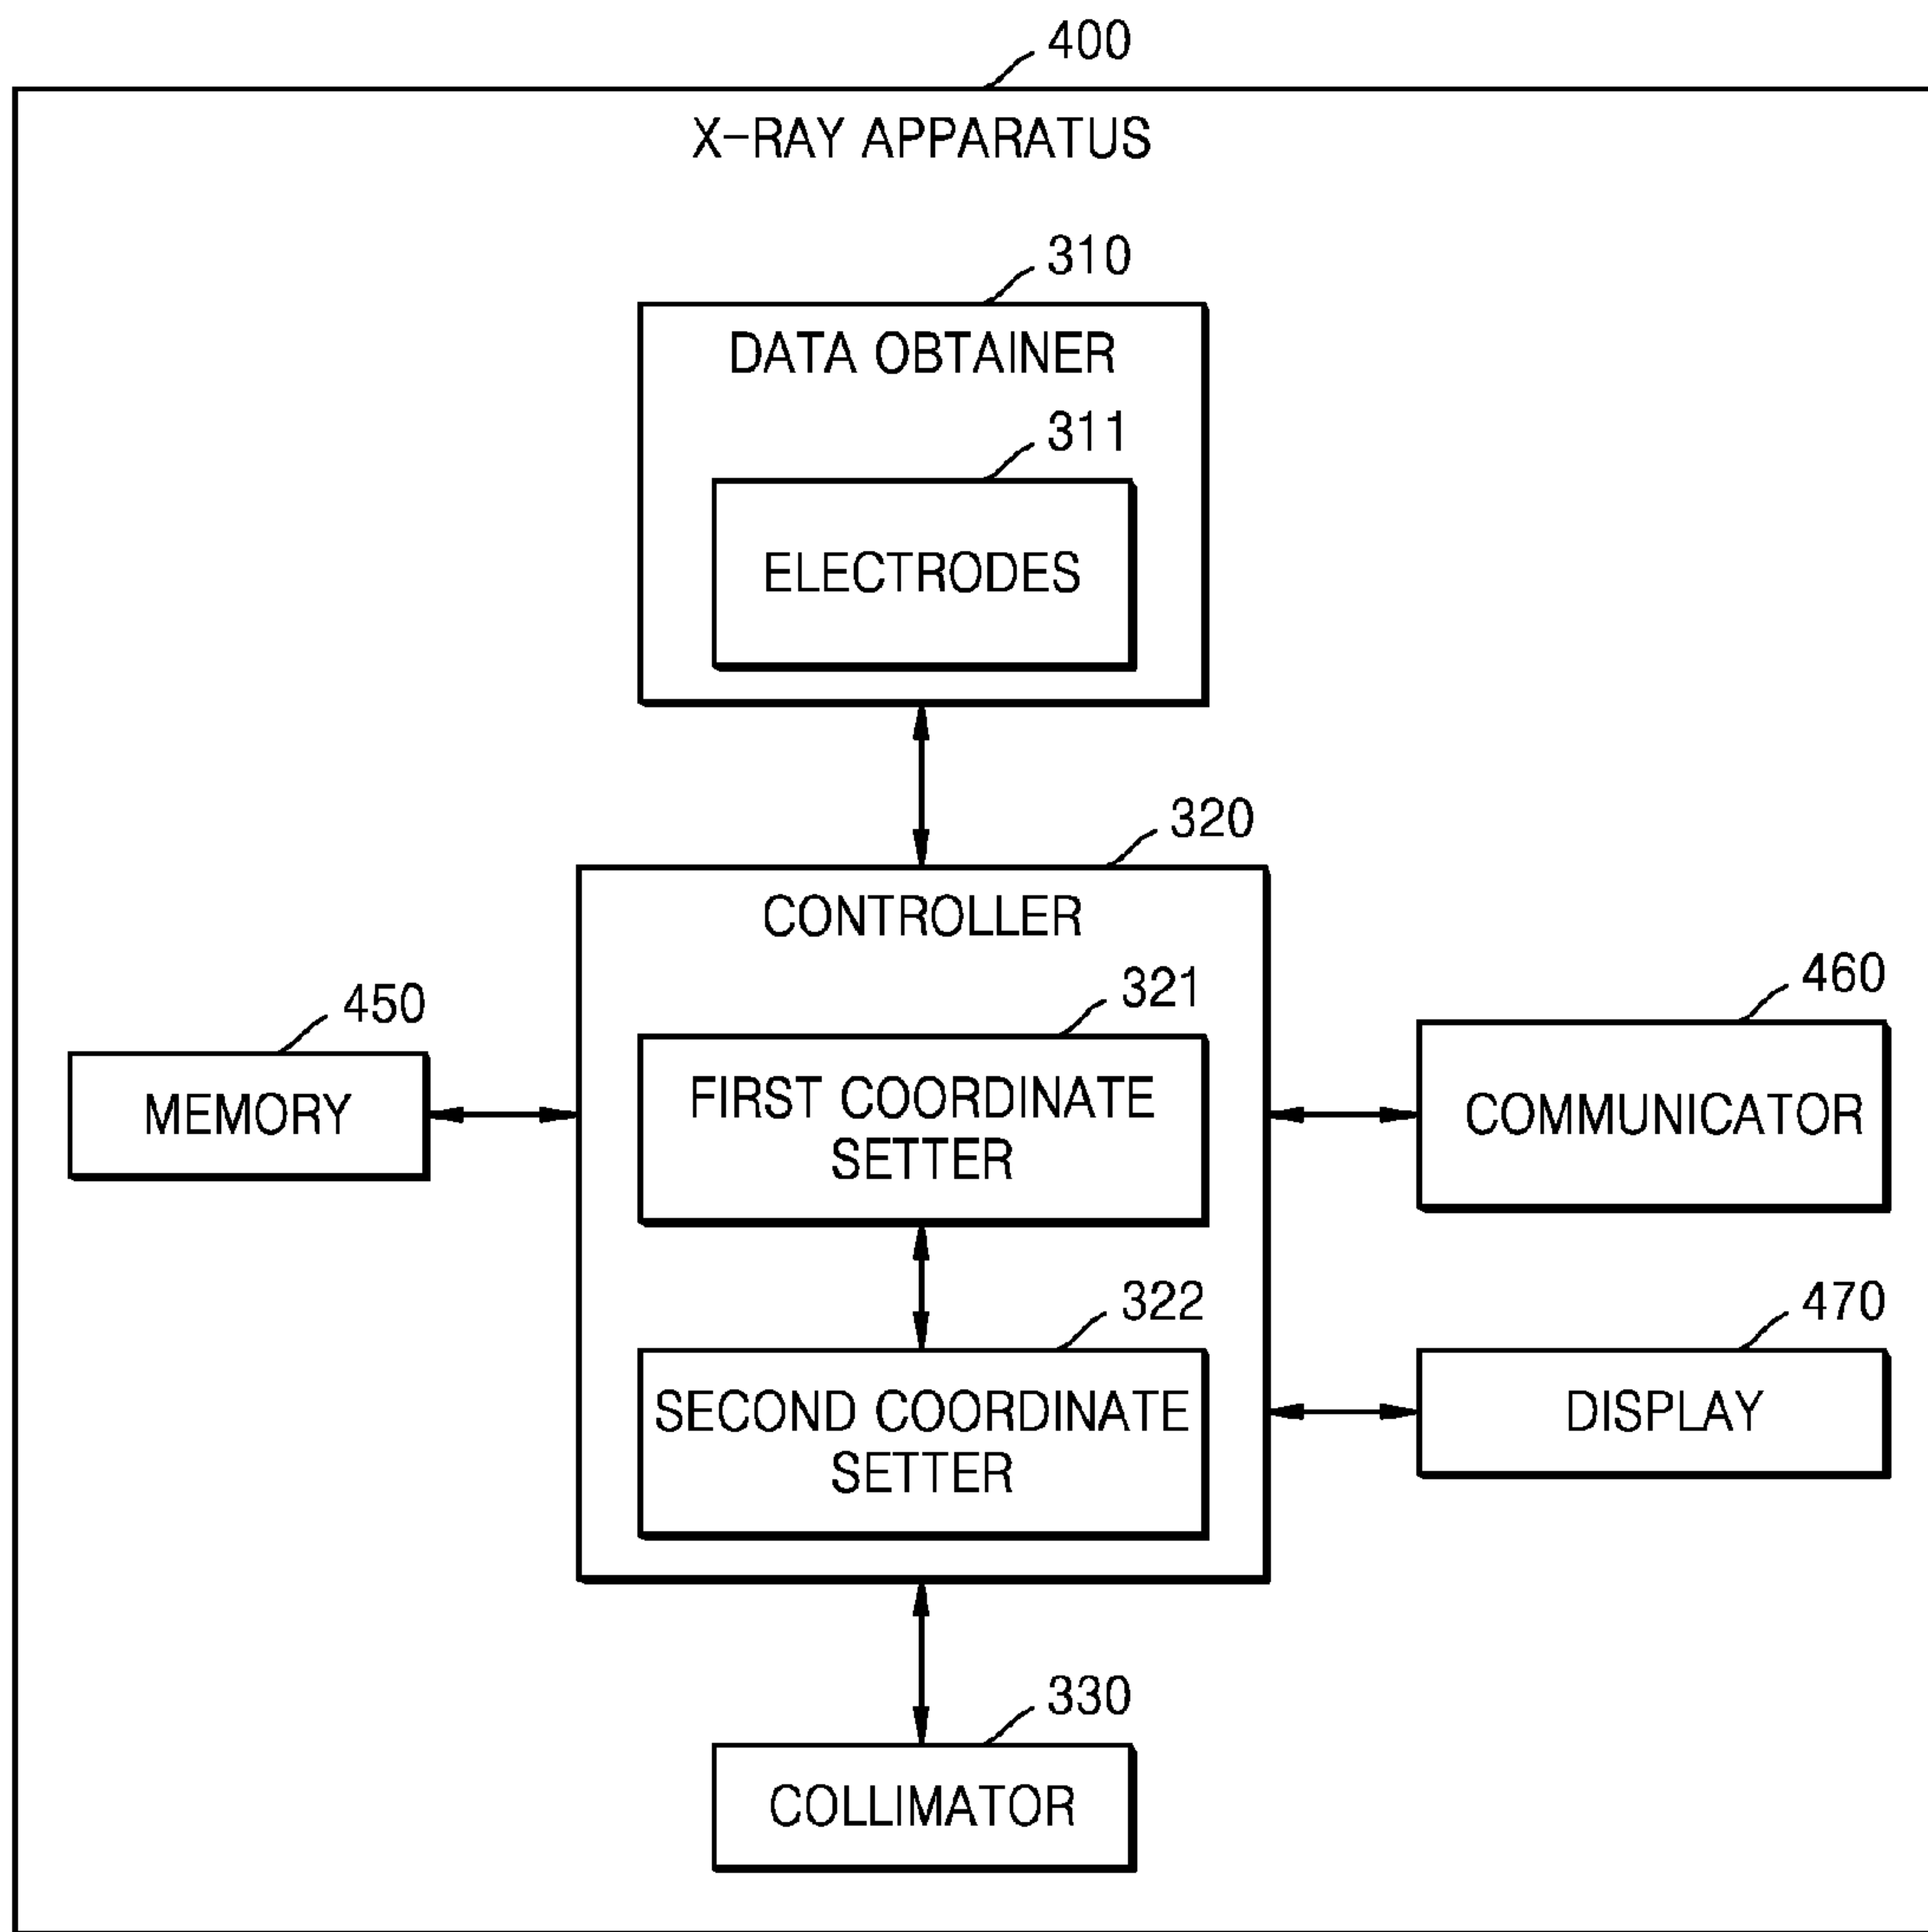 400
X-RAY APPARATUS
310
DATA OBTAINER
311
ELECTRODES
320
CONTROLLER
321
FIRST COORDINATE
SETTER
322
SECOND COORDINATE
SETTER
450
MEMORY
460
COMMUNICATOR
470
DISPLAY
330
COLLIMATOR